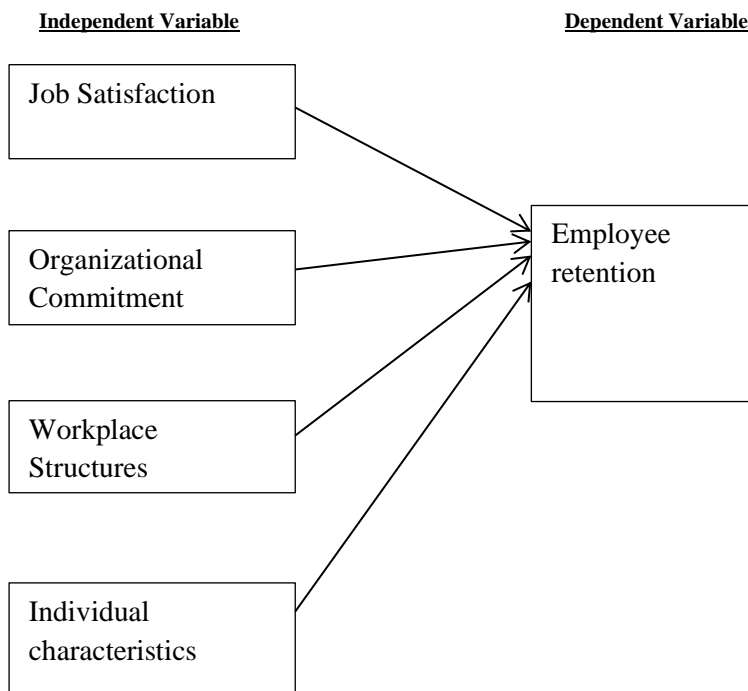 Independent Variable
Dependent Variable
Job Satisfaction
Organizational
Commitment
Employee
retention
Workplace
Structures
Individual
characteristics